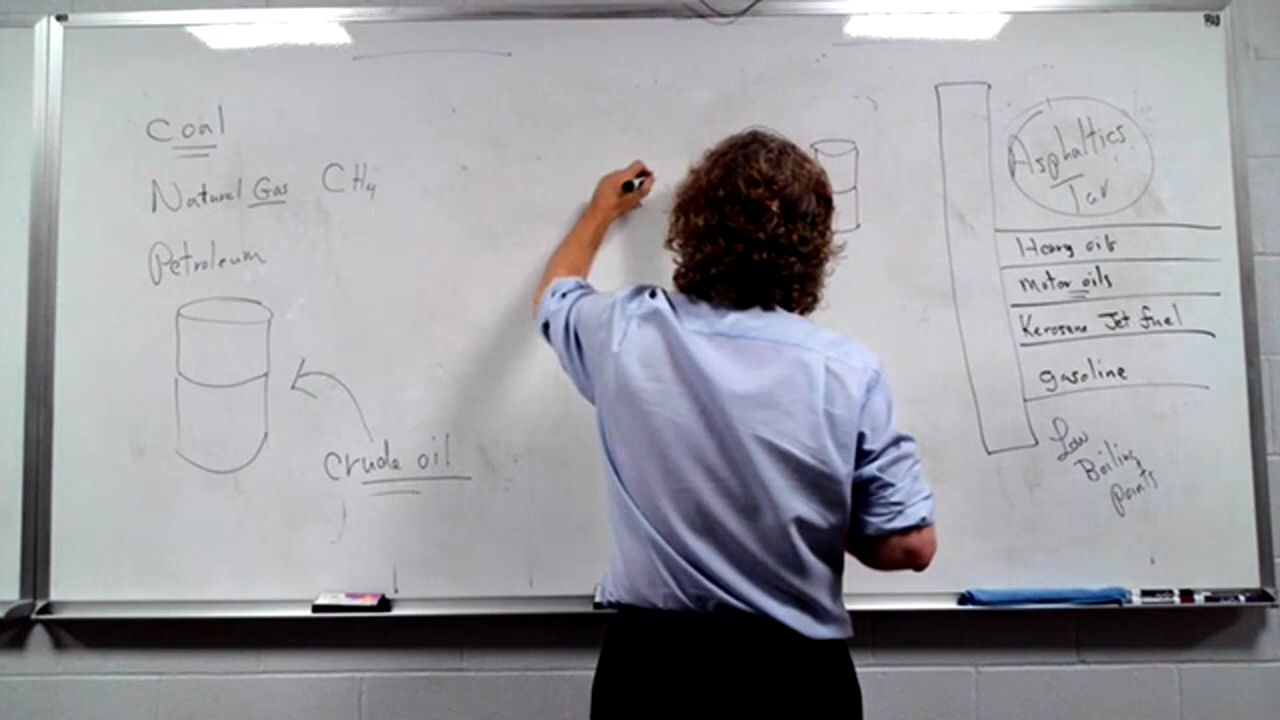 Coal
Natural Gas CH4
Petroleum
Crude oil
Asphaltics
Tar
Heavy oils
Motor oils
Kerosene Jet fuel
gasoline
Low
Boiling
points